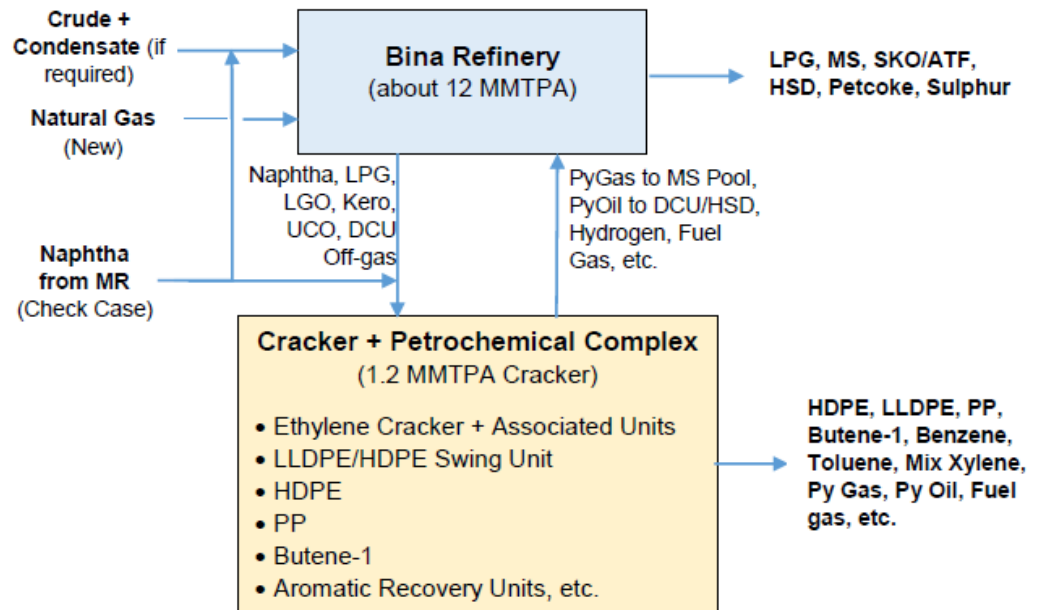 Crude +
Condensate (if
required)
Natural Gas
(New)
Naphtha
from MR
(Check Case)
Bina Refinery
(about 12 MMTPA)
LPG, MS, SKO/ATF,
HSD, Petcoke, Sulphur
Naphtha, LPG,
LGO, Kero,
UCO, DCU
Off-gas
PyGas to MS Pool,
PyOil to DCU/HSD,
Hydrogen, Fuel
Gas, etc.
Cracker + Petrochemical Complex
(1.2 MMTPA Cracker)
• Ethylene Cracker + Associated Units
• LLDPE/HDPE Swing Unit
• HDPE
• PP
• Butene-1
• Aromatic Recovery Units, etc.
HDPE, LLDPE, PP,
Butene-1, Benzene,
Toluene, Mix Xylene,
Py Gas, Py Oil, Fuel
gas, etc.